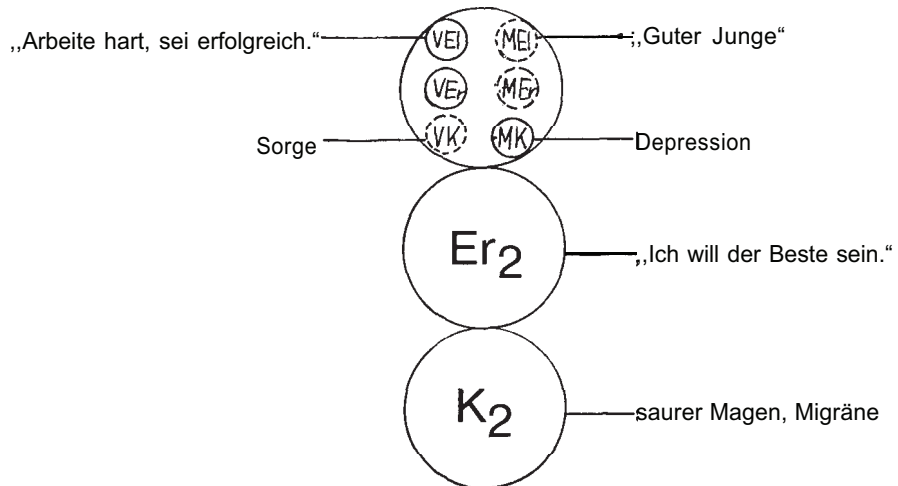 ,,Arbeite hart, sei erfolgreich.“ VEl MEl ,,Guter Junge“
VEr MEr
Sorge VK MK Depression
Er2 ,,Ich will der Beste sein.“
K2 saurer Magen, Migräne